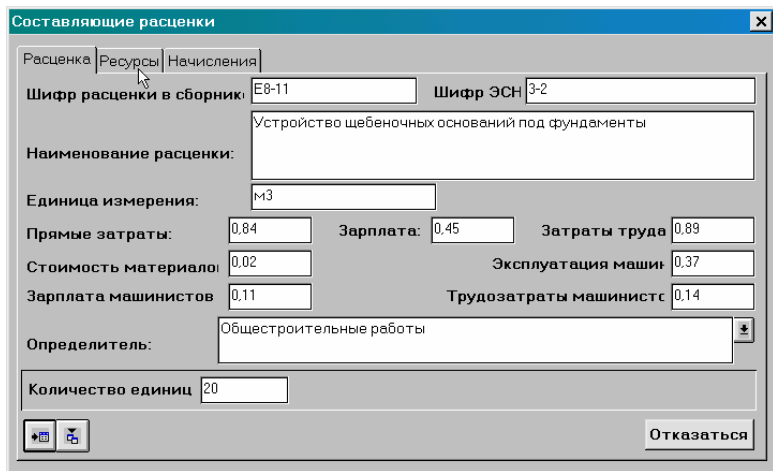 Составляющие расценки
Расценка Ресурсы Начисления
Шифр расценки в сборник E8-11 Шифр ЭСН 3-2
Наименование расценки: Устройство щебеночных оснований под фундаменты
Единица измерения: м3
Прямые затраты: 0,84 Зарплата: 0,45 Затраты труда 0,89
Стоимость материало 0,02 Эксплуатация машин 0,37
Зарплата машинистов 0,11 Трудозатраты машинистс 0,14
Определитель: Общестроительные работы
Количество единиц 20
Отказаться